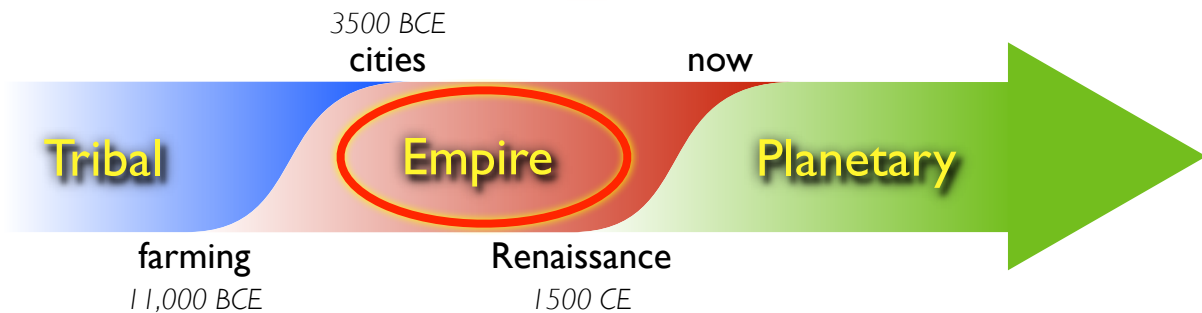 3500 BCE
cities
now
Tribal
Empire
Planetary
farming
Renaissance
11,000 BCE
1500 CE